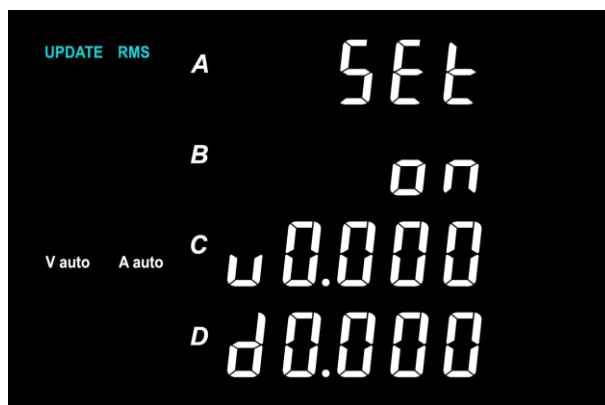 UPDATE RMS A SEt
B on
V auto A auto C u0.000
D d0.000